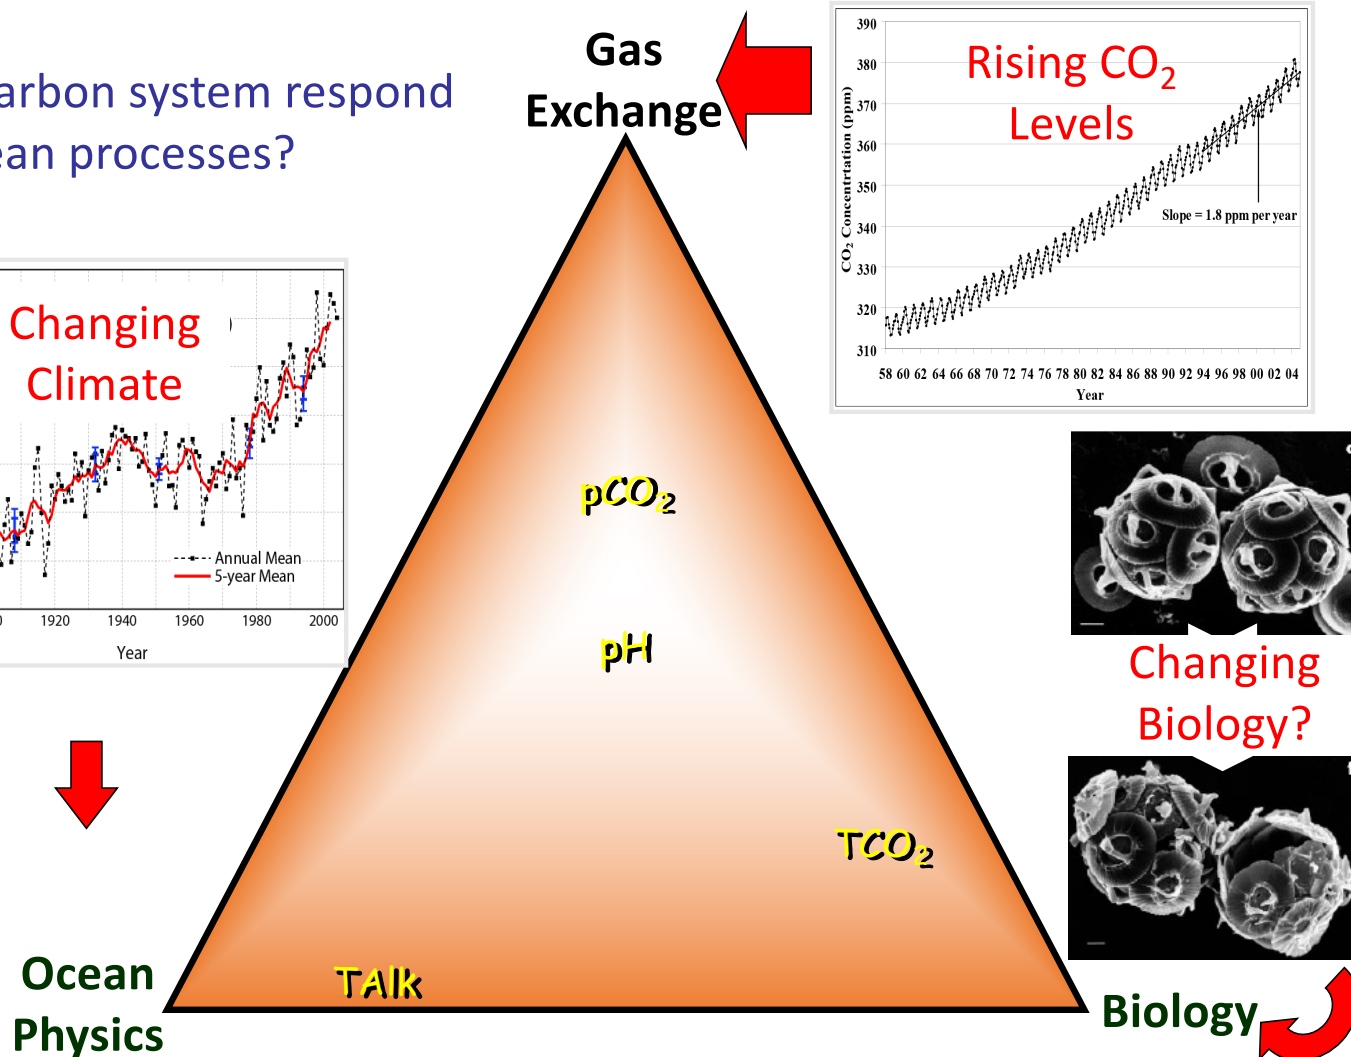 arbon system respond
ean processes?
Gas
Exchange
Rising CO₂
Levels
CO₂ Concentrtation (ppm)
390
380
370
360
350
340
330
320
310
Slope = 1.8 ppm per year
58 60 62 64 66 68 70 72 74 76 78 80 82 84 86 88 90 92 94 96 98 00 02 04
Year
Changing
Climate
Annual Mean
5-year Mean
0 1920 1940 1960 1980 2000
Year
pCO₂
pH
TCO₂
TAlk
Changing
Biology?
Ocean
Physics
Biology